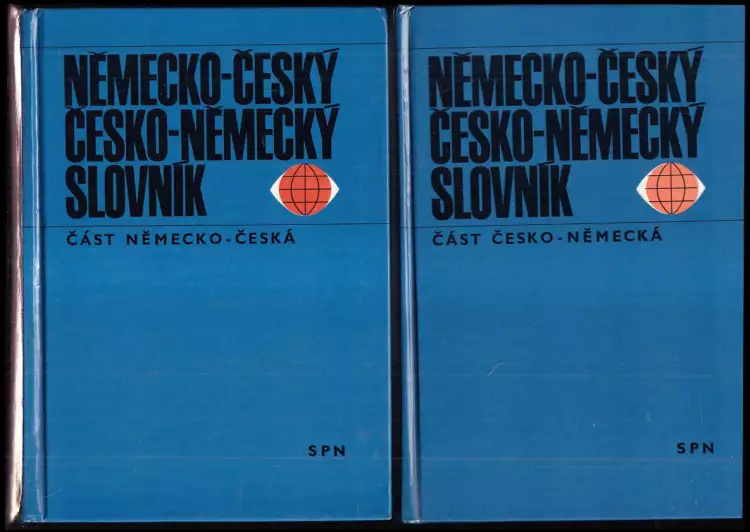 NĚMECKO-ČESKÝ
ČESKO-NĚMECKÝ
SLOVNÍK
ČÁST NĚMECKO-ČESKÁ
SPN
NĚMECKO-ČESKÝ
ČESKO-NĚMECKÝ
SLOVNÍK
ČÁST ČESKO-NĚMECKÁ
SPN